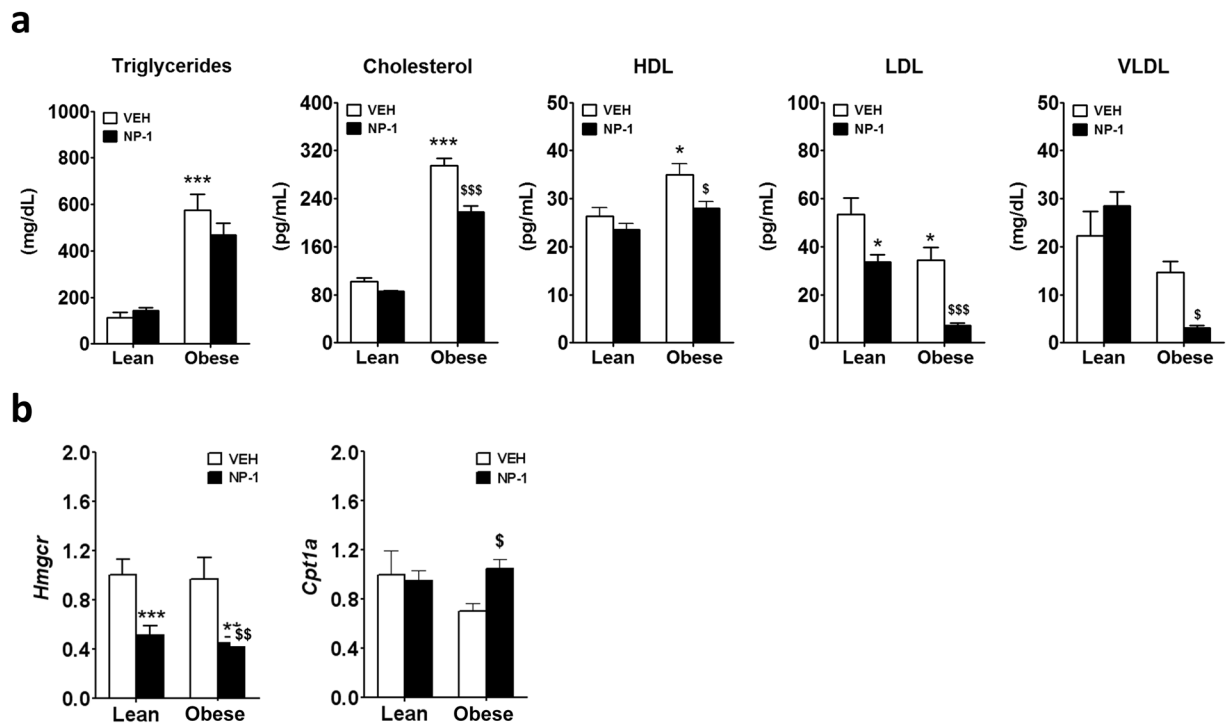 a
Triglycerides
1000
800
600
400
200
0
(mg/dL)
VEH
NP-1
***
Lean Obese
Cholesterol
400
320
240
160
80
0
(pg/mL)
VEH
NP-1
***
$$$
Lean Obese
HDL
50
40
30
20
10
0
(pg/mL)
VEH
NP-1
*
$
Lean Obese
LDL
100
80
60
40
20
0
(pg/mL)
VEH
NP-1
*
*
$$$
Lean Obese
VLDL
50
40
30
20
10
0
(mg/dL)
VEH
NP-1
$
Lean Obese
b
2.0
1.6
1.2
0.8
0.4
0.0
Hmgcr
VEH
NP-1
***
**
$$
Lean Obese
2.0
1.6
1.2
0.8
0.4
0.0
Cpt1a
VEH
NP-1
$
Lean Obese